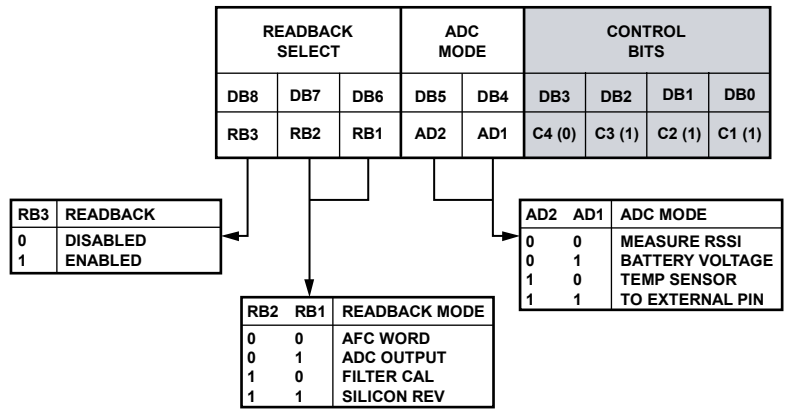 READBACK SELECT ADC MODE CONTROL BITS
DB8 DB7 DB6 DB5 DB4 DB3 DB2 DB1 DB0
RB3 RB2 RB1 AD2 AD1 C4 (0) C3 (1) C2 (1) C1 (1)
RB3 READBACK
0 DISABLED
1 ENABLED
AD2 AD1 ADC MODE
0 0 MEASURE RSSI
0 1 BATTERY VOLTAGE
1 0 TEMP SENSOR
1 1 TO EXTERNAL PIN
RB2 RB1 READBACK MODE
0 0 AFC WORD
0 1 ADC OUTPUT
1 0 FILTER CAL
1 1 SILICON REV